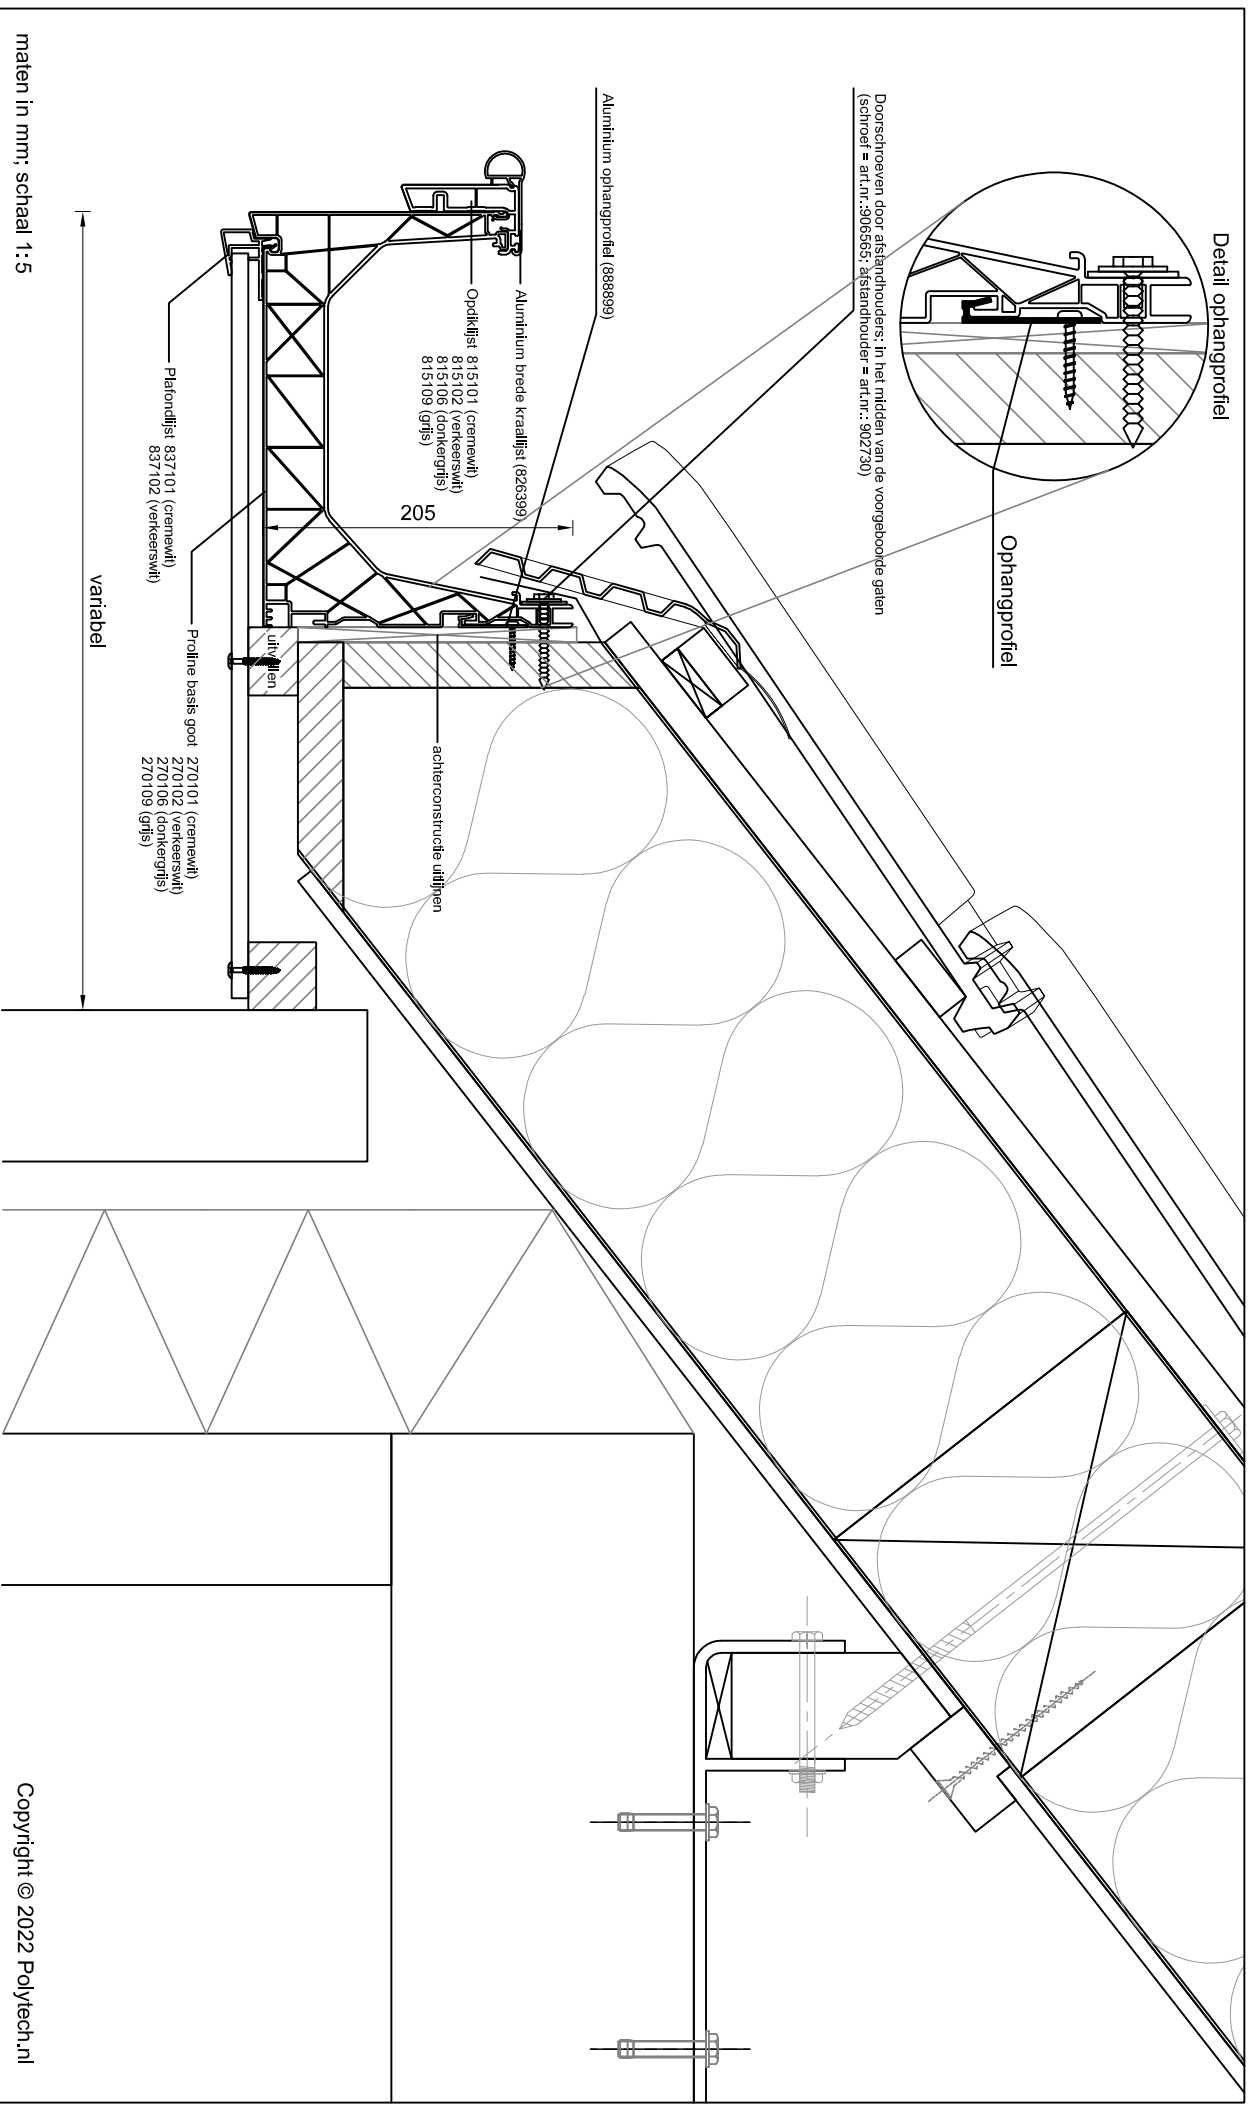 Detail ophangprofiel
Ophangprofiel
Doorschroeven door afstandhouders; in het midden van de voorgeboorde gaten
(schroef = art.nr.:906565; afstandhouder = art.nr.: 902730)
Aluminium ophangprofiel (888899)
Aluminium brede kraallijst (826399)
Opdiklijst 815101 (cremewit)
815102 (verkeerswit)
815106 (donkergrijs)
815109 (grijs)
205
achterconstructie uitlijnen
uitvullen
Proline basis goot 270101 (cremewit)
270102 (verkeerswit)
270106 (donkergrijs)
270109 (grijs)
Plafondlijst 837101 (cremewit)
837102 (verkeerswit)
variabel
maten in mm; schaal 1:5
Copyright © 2022 Polytech.nl